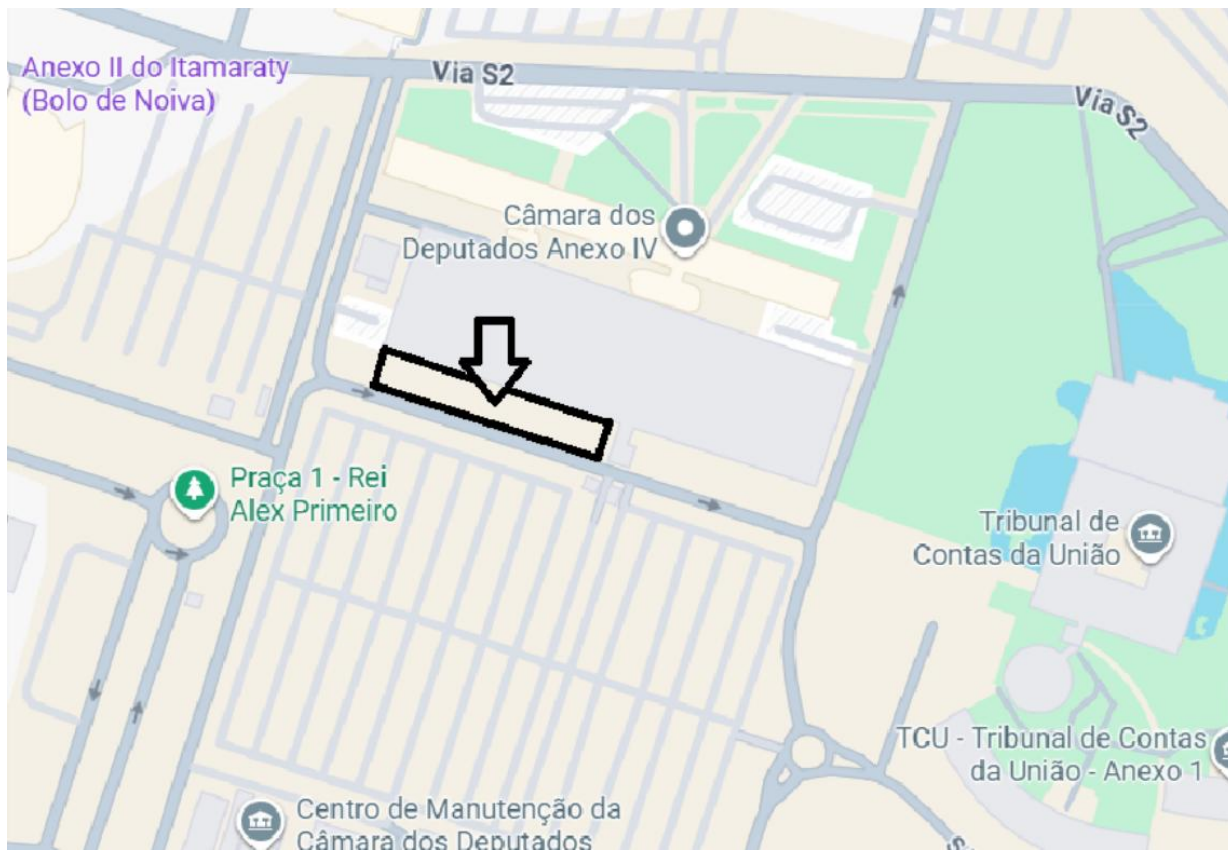 Anexo II do Itamaraty
(Bolo de Noiva)
Via S2
Via S2
Câmara dos
Deputados Anexo IV
Praça 1 - Rei
Alex Primeiro
Tribunal de
Contas da União
TCU - Tribunal de Contas
da União - Anexo 1
Centro de Manutenção da
Câmara dos Deputados